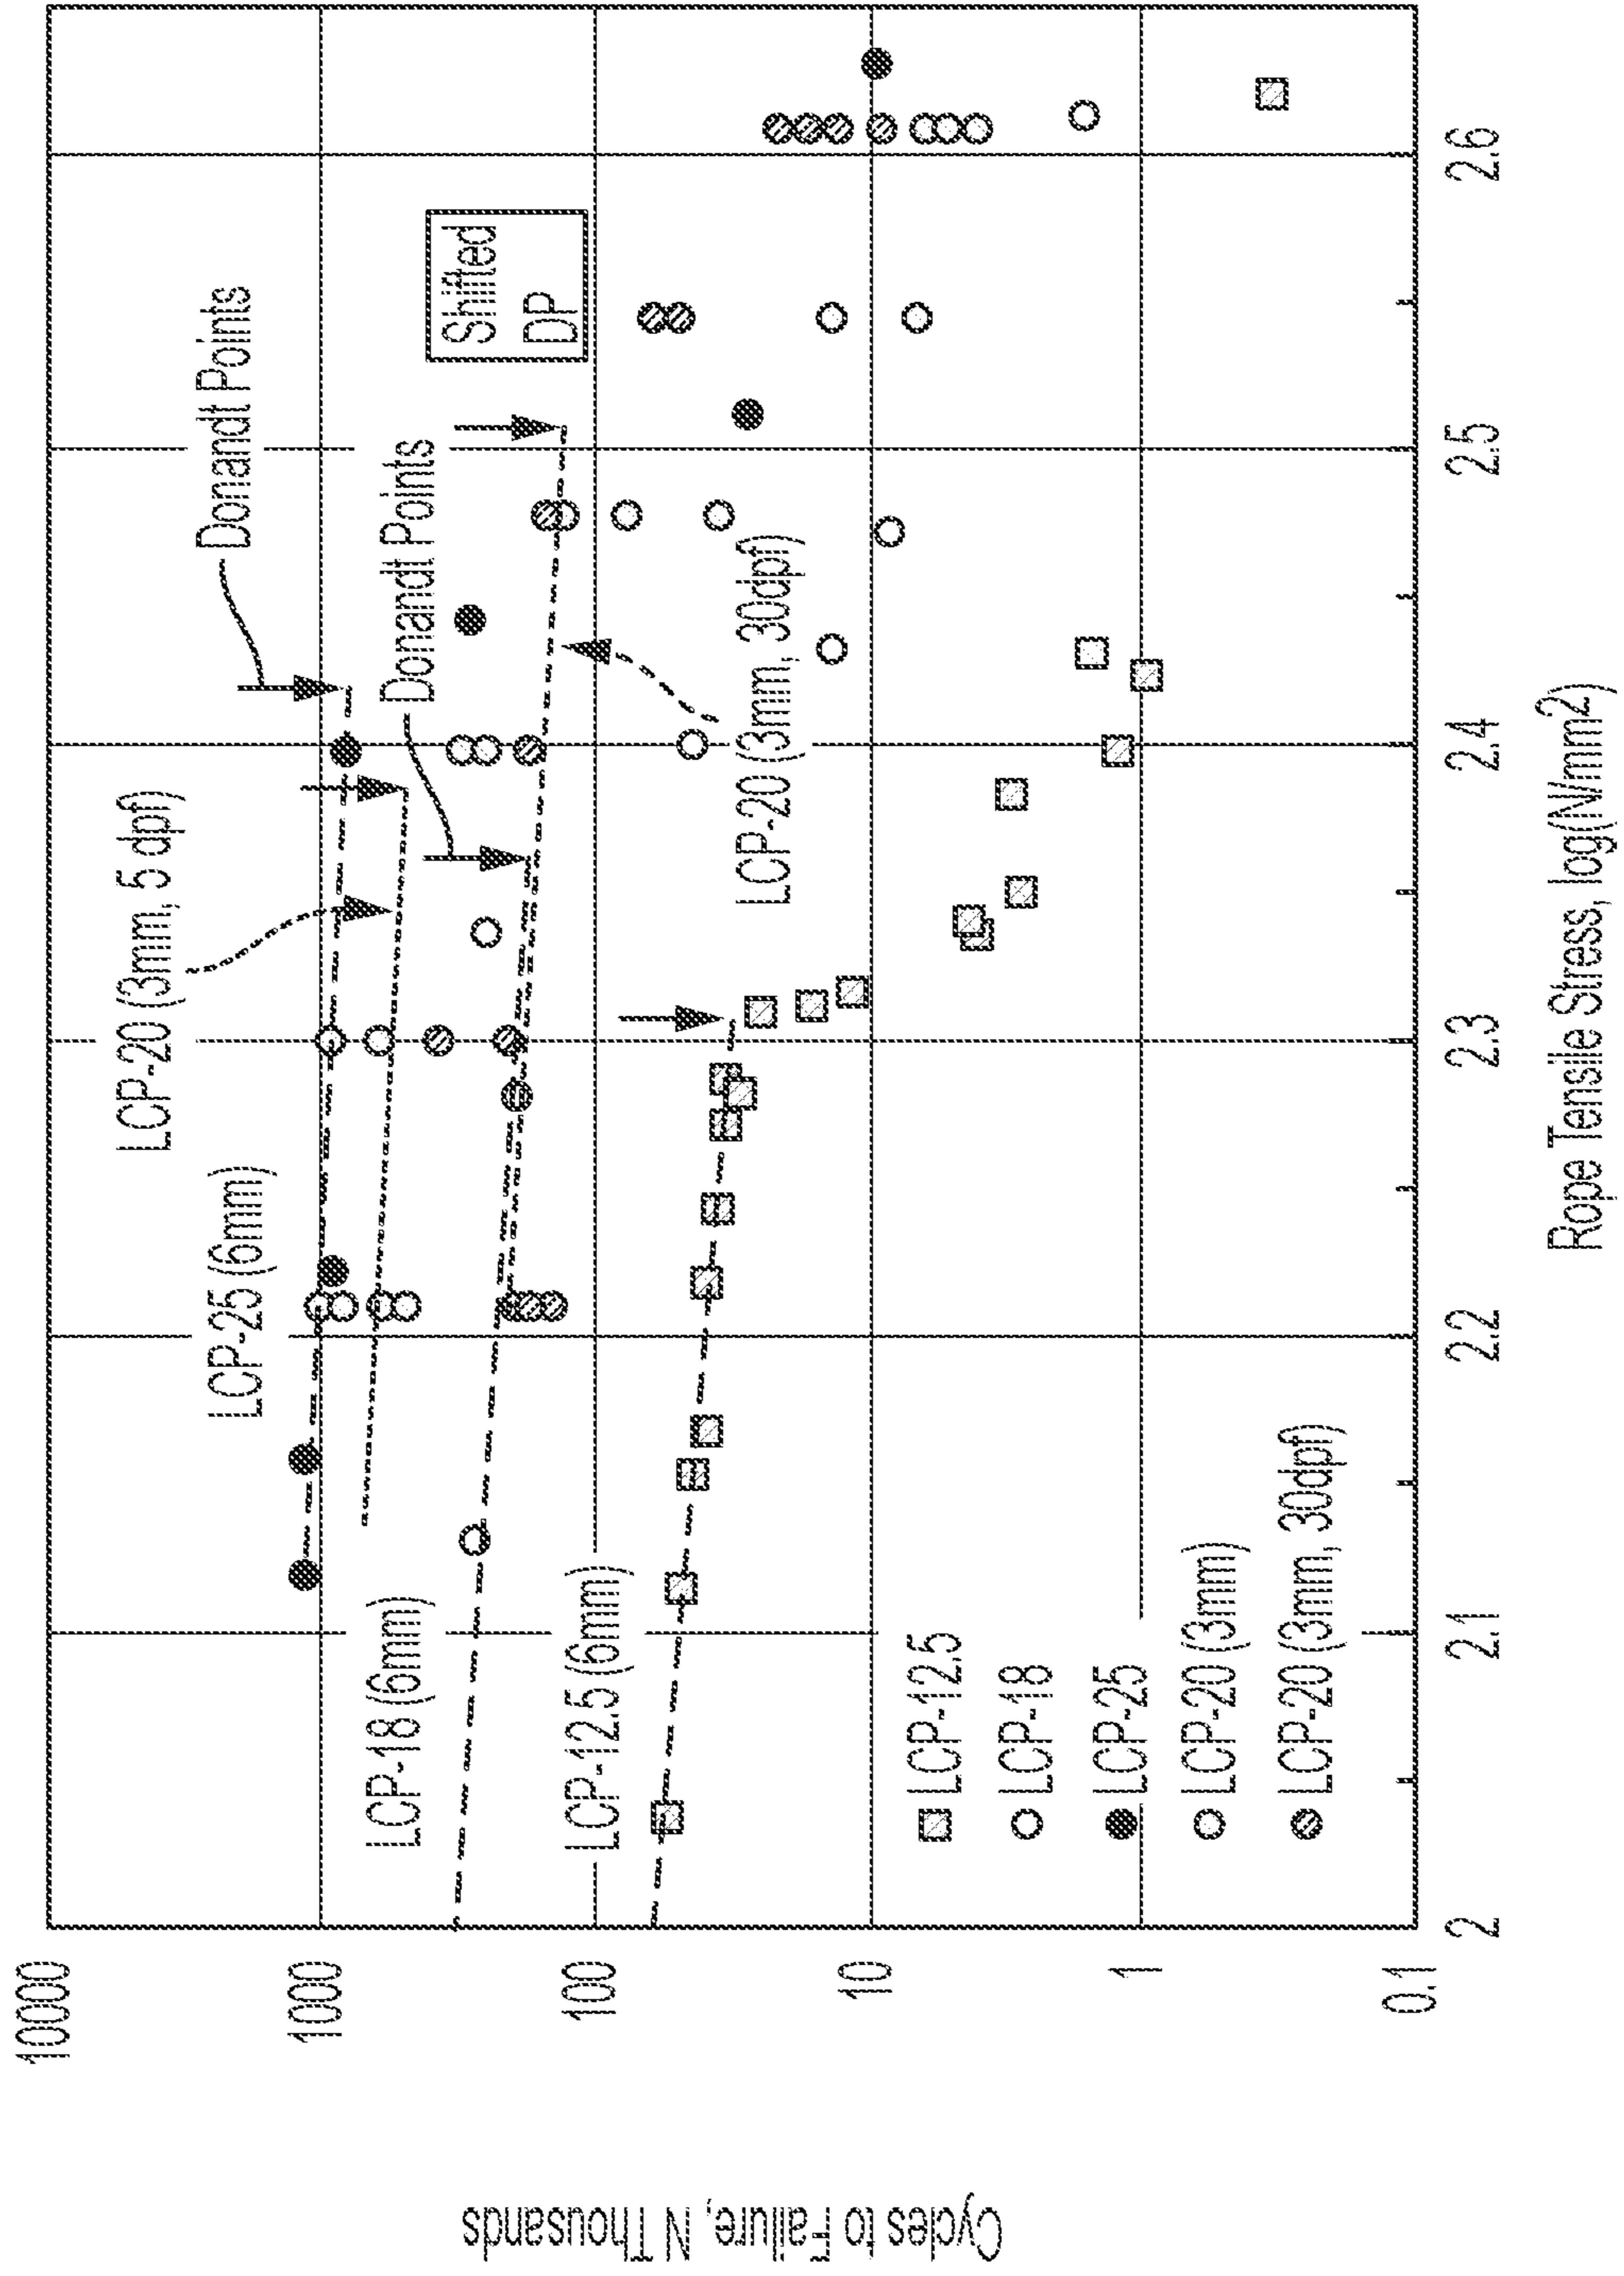 Cycles to Failure, N Thousands
10000
1000
100
10
1
0.1
2
2.1
2.2
2.3
2.4
2.5
2.6
Rope Tensile Stress, log(N/mm2)
LCP-20 (3mm, 5 dpf)
Donandt Points
LCP-25 (6mm)
Donandt Points
Shifted
DP
LCP-18 (6mm)
LCP-12.5 (6mm)
LCP-20 (3mm, 30dpf)
LCP-12.5
LCP-18
LCP-25
LCP-20 (3mm)
LCP-20 (3mm, 30dpf)